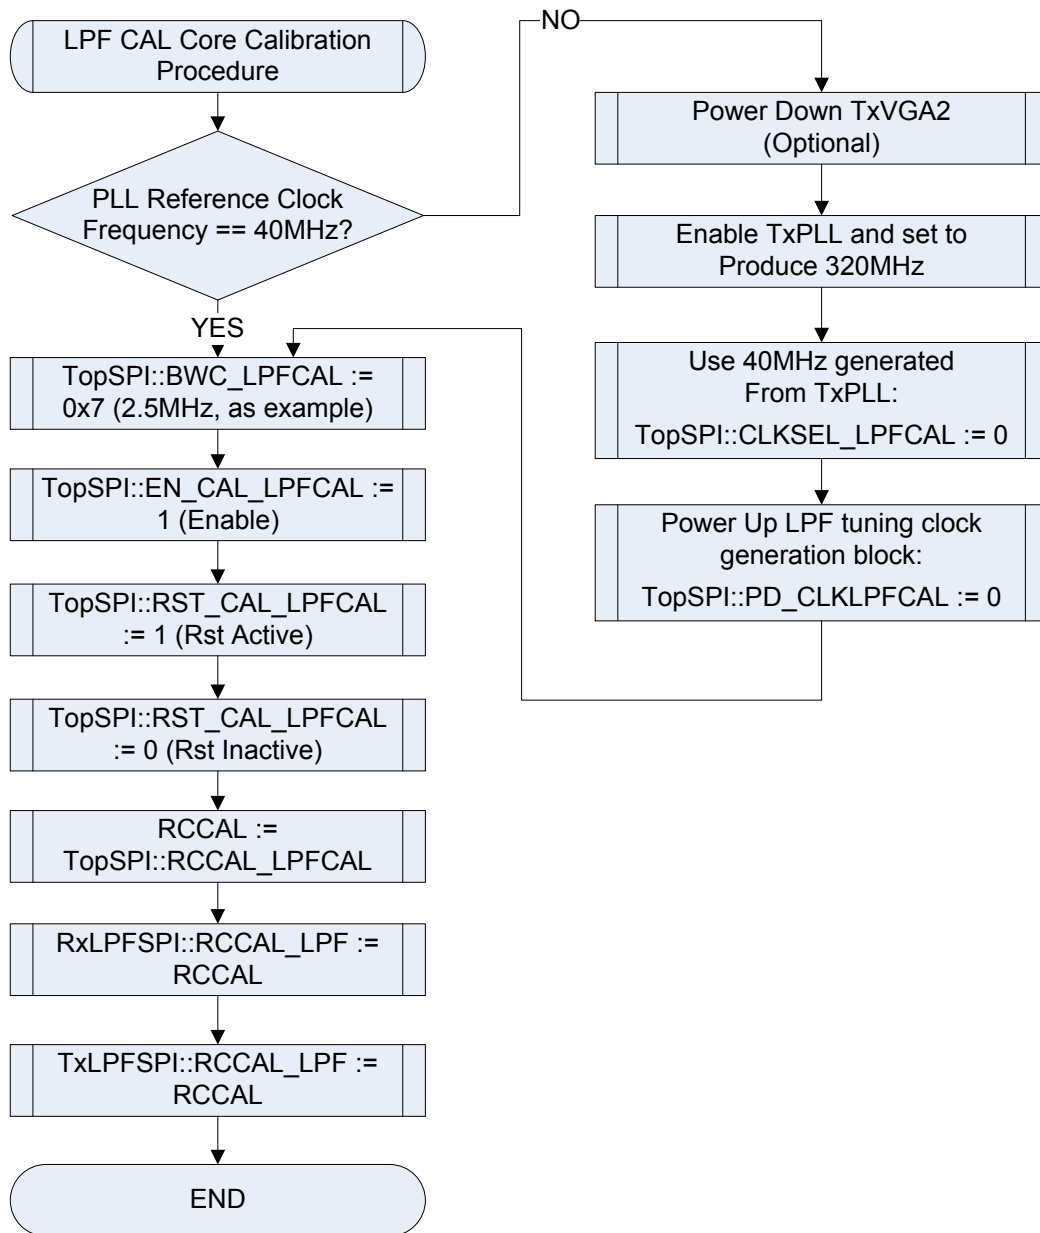 LPF CAL Core Calibration
Procedure
PLL Reference Clock
Frequency == 40MHz?
NO
YES
Power Down TxVGA2
(Optional)
Enable TxPLL and set to
Produce 320MHz
Use 40MHz generated
From TxPLL:
TopSPI::CLKSEL_LPFCAL := 0
Power Up LPF tuning clock
generation block:
TopSPI::PD_CLKLPFCAL := 0
TopSPI::BWC_LPFCAL :=
0x7 (2.5MHz, as example)
TopSPI::EN_CAL_LPFCAL :=
1 (Enable)
TopSPI::RST_CAL_LPFCAL
:= 1 (Rst Active)
TopSPI::RST_CAL_LPFCAL
:= 0 (Rst Inactive)
RCCAL :=
TopSPI::RCCAL_LPFCAL
RxLPFSPI::RCCAL_LPF :=
RCCAL
TxLPFSPI::RCCAL_LPF :=
RCCAL
END